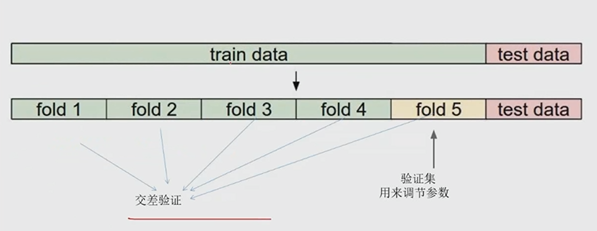 train data test data
fold 1 fold 2 fold 3 fold 4 fold 5 test data
交差验证
验证集
用来调节参数